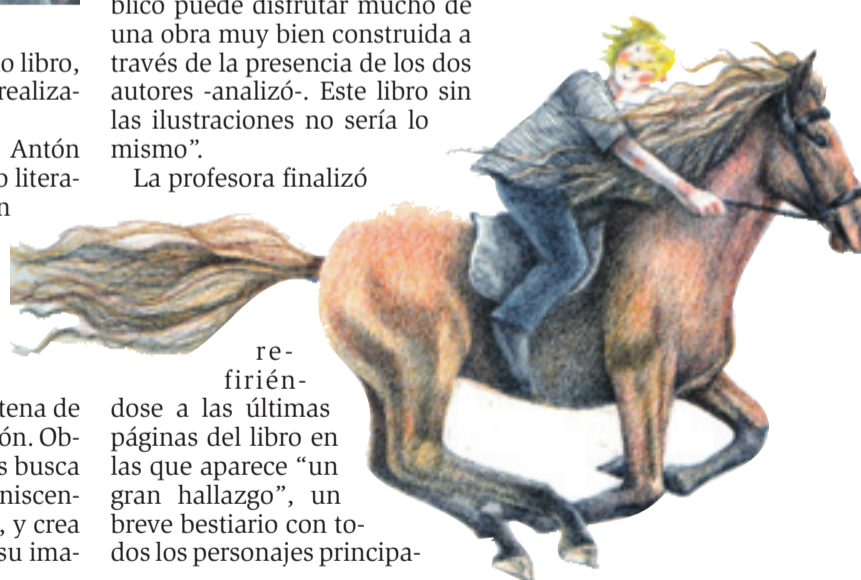 o libro,
realiza-
Antón
o litera-
n
tena de
ón. Ob-
s busca
niscen-
, y crea
su ima-
blico puede disfrutar mucho de
una obra muy bien construida a
través de la presencia de los dos
autores -analizó-. Este libro sin
las ilustraciones no sería lo
mismo”.
La profesora finalizó
re-
firién-
dose a las últimas
páginas del libro en
las que aparece “un
gran hallazgo”, un
breve bestiario con to-
dos los personajes principa-